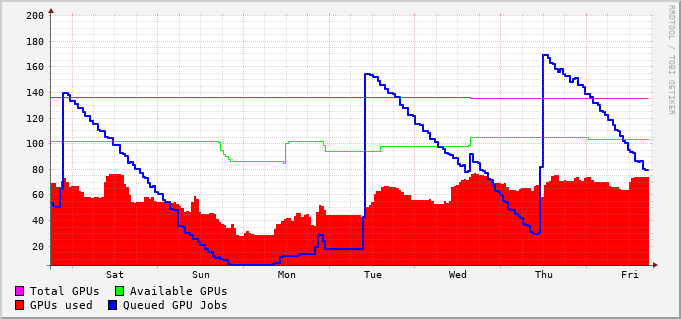 200
180
160
140
120
100
80
60
40
20
Sat Sun Mon Tue Wed Thu Fri
Total GPUs Available GPUs
GPUs used Queued GPU Jobs
RRDTOOL / TOBI OETIKER